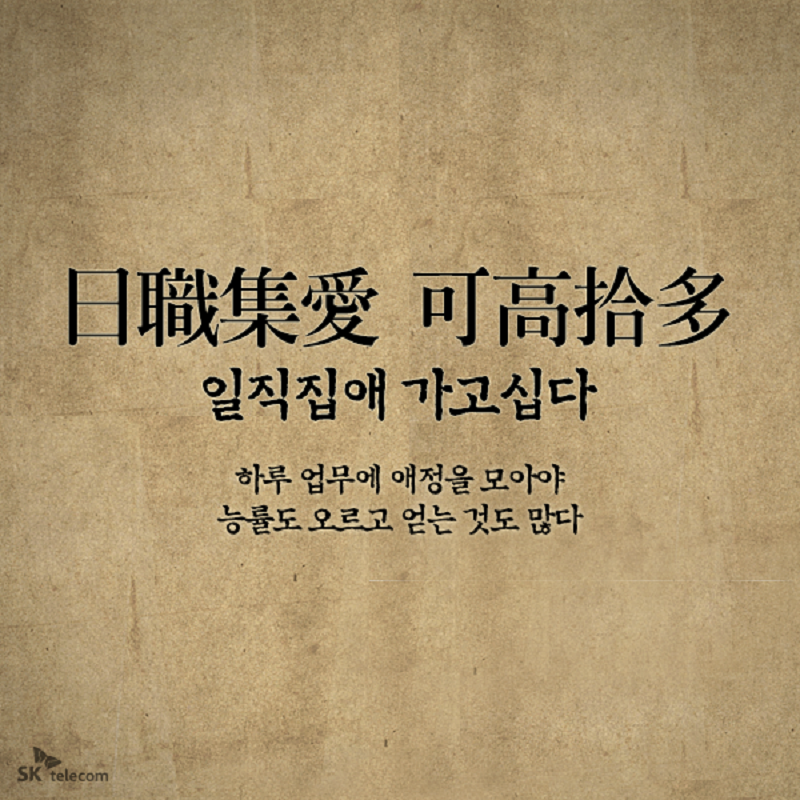 日職集愛 可高拾多
일직집애 가고십다
하루 업무에 애정을 모아야
능률도 오르고 얻는 것도 많다
SK telecom